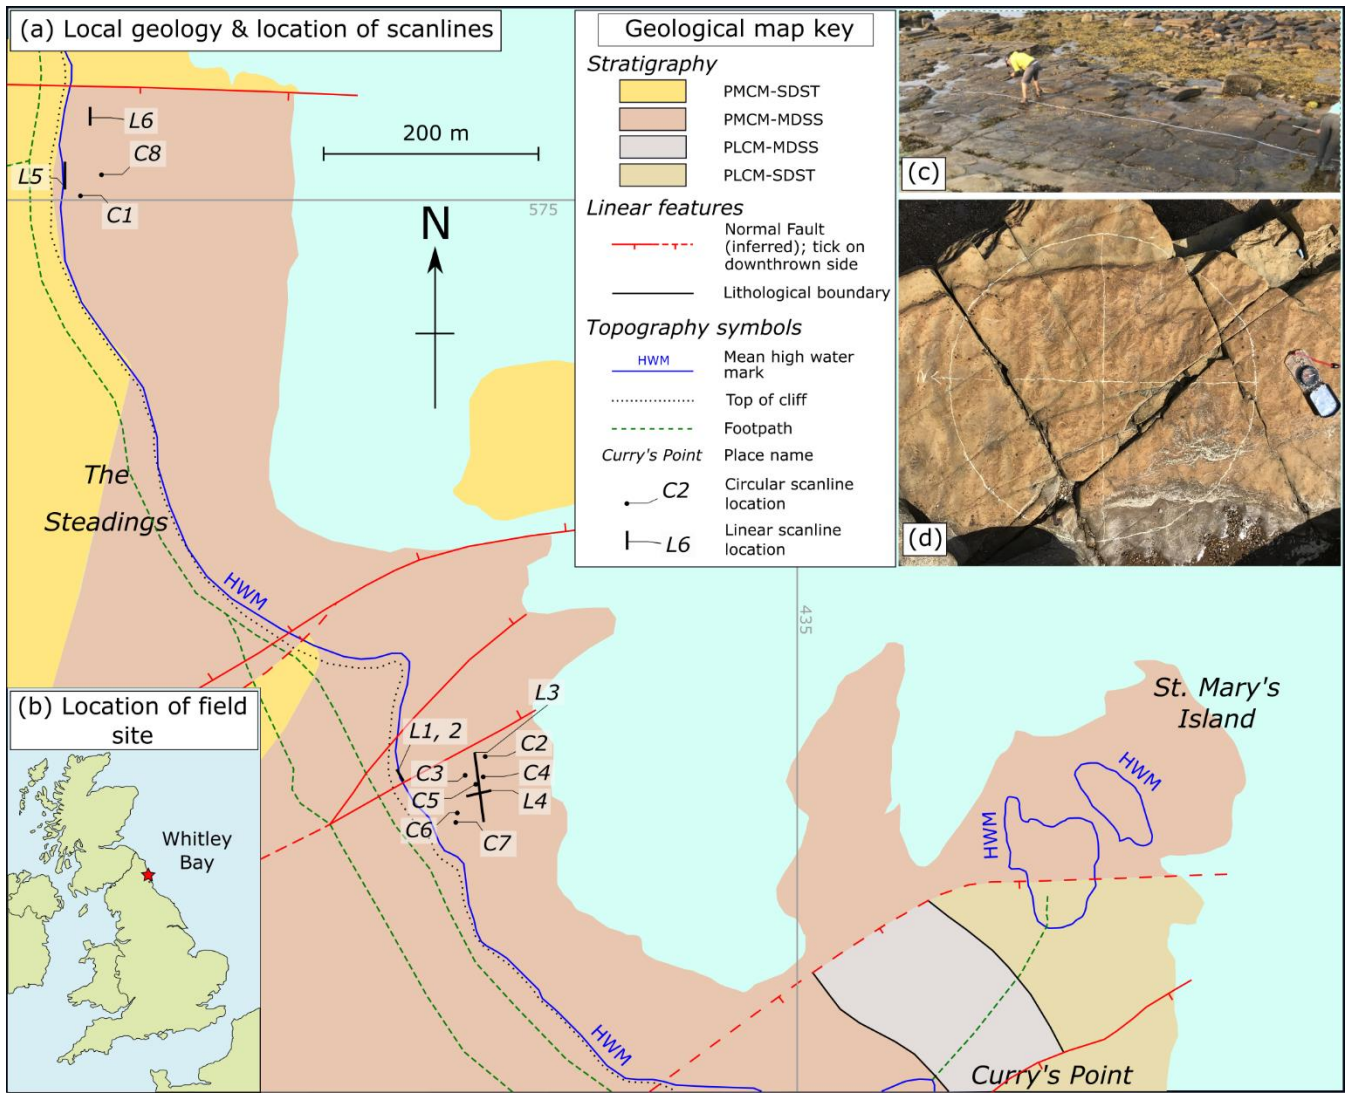 (a) Local geology & location of scanlines
L6
C8
L5
C1
200 m
575
N
The
Steadings
HWM
L3
L1, 2
C2
C3
C4
C5
L4
C6
C7
435
St. Mary's
Island
HWM
HWM
HWM
Curry's Point
(b) Location of field
site
Whitley
Bay
Geological map key
Stratigraphy
PMCM-SDST
PMCM-MDSS
PLCM-MDSS
PLCM-SDST
Linear features
Normal Fault
(inferred); tick on
downthrown side
Lithological boundary
Topography symbols
HWM
Mean high water
mark
Top of cliff
Footpath
Curry's Point
Place name
C2
Circular scanline
location
L6
Linear scanline
location
(c)
N
(d)